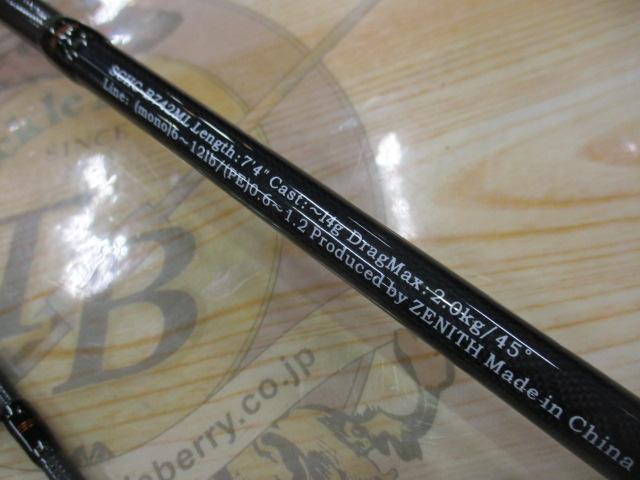 Length: 7'4" Cast: ~14g DragMax: 2.0kg/45°
Line: (mono)6~12lb/(PE)0.6~1.2 Produced by ZENITH Made in China
SINCE
B
berry.co.jp